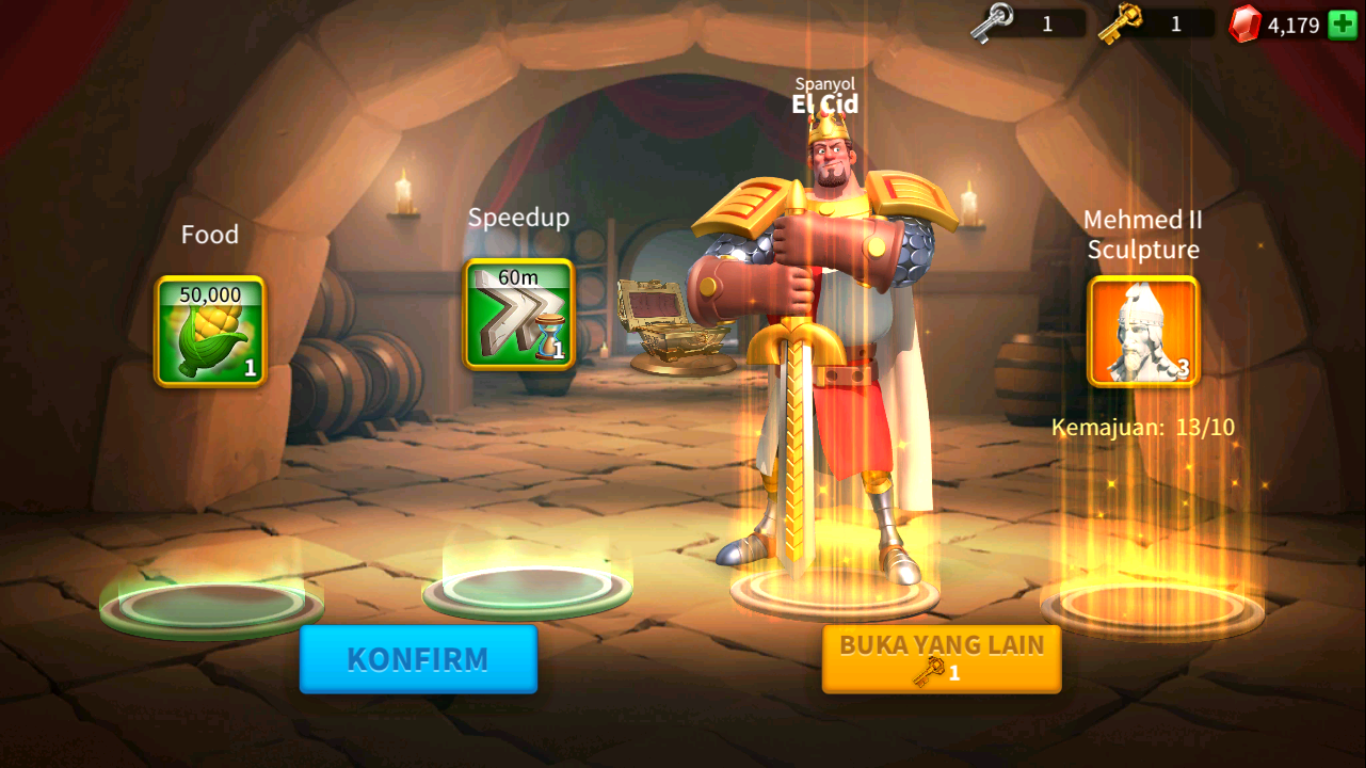 1
1
4,179
Spanyol
El Cid
Food
50,000
1
Speedup
60m
1
Mehmed II
Sculpture
3
Kemajuan: 13/10
KONFIRM
BUKA YANG LAIN
1